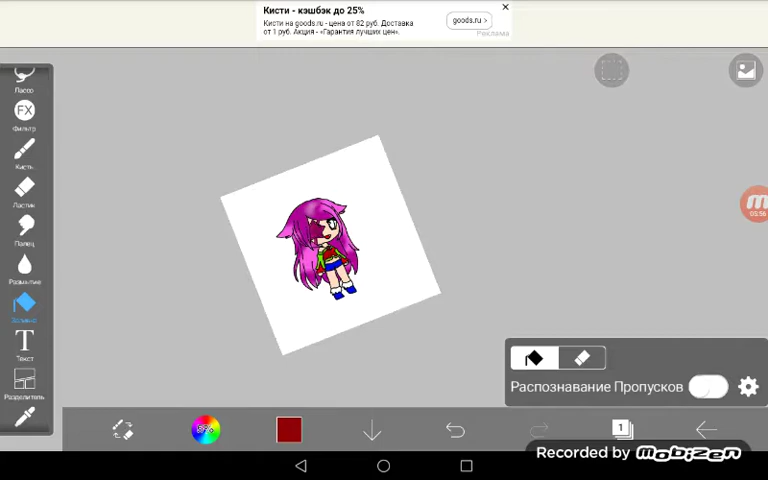 Кисти - кэшбэк до 25%
Кисти на goods.ru - цена от 82 руб. Доставка
от 1 руб. Акция - «Гарантия лучших цен».
goods.ru
Реклама
Лассо
FX
Фильтр
Кисть
Ластик
Палец
05:56
Размытие
Заливка
T
Текст
Разделитель
Распознавание Пропусков
1
Recorded by mobizen